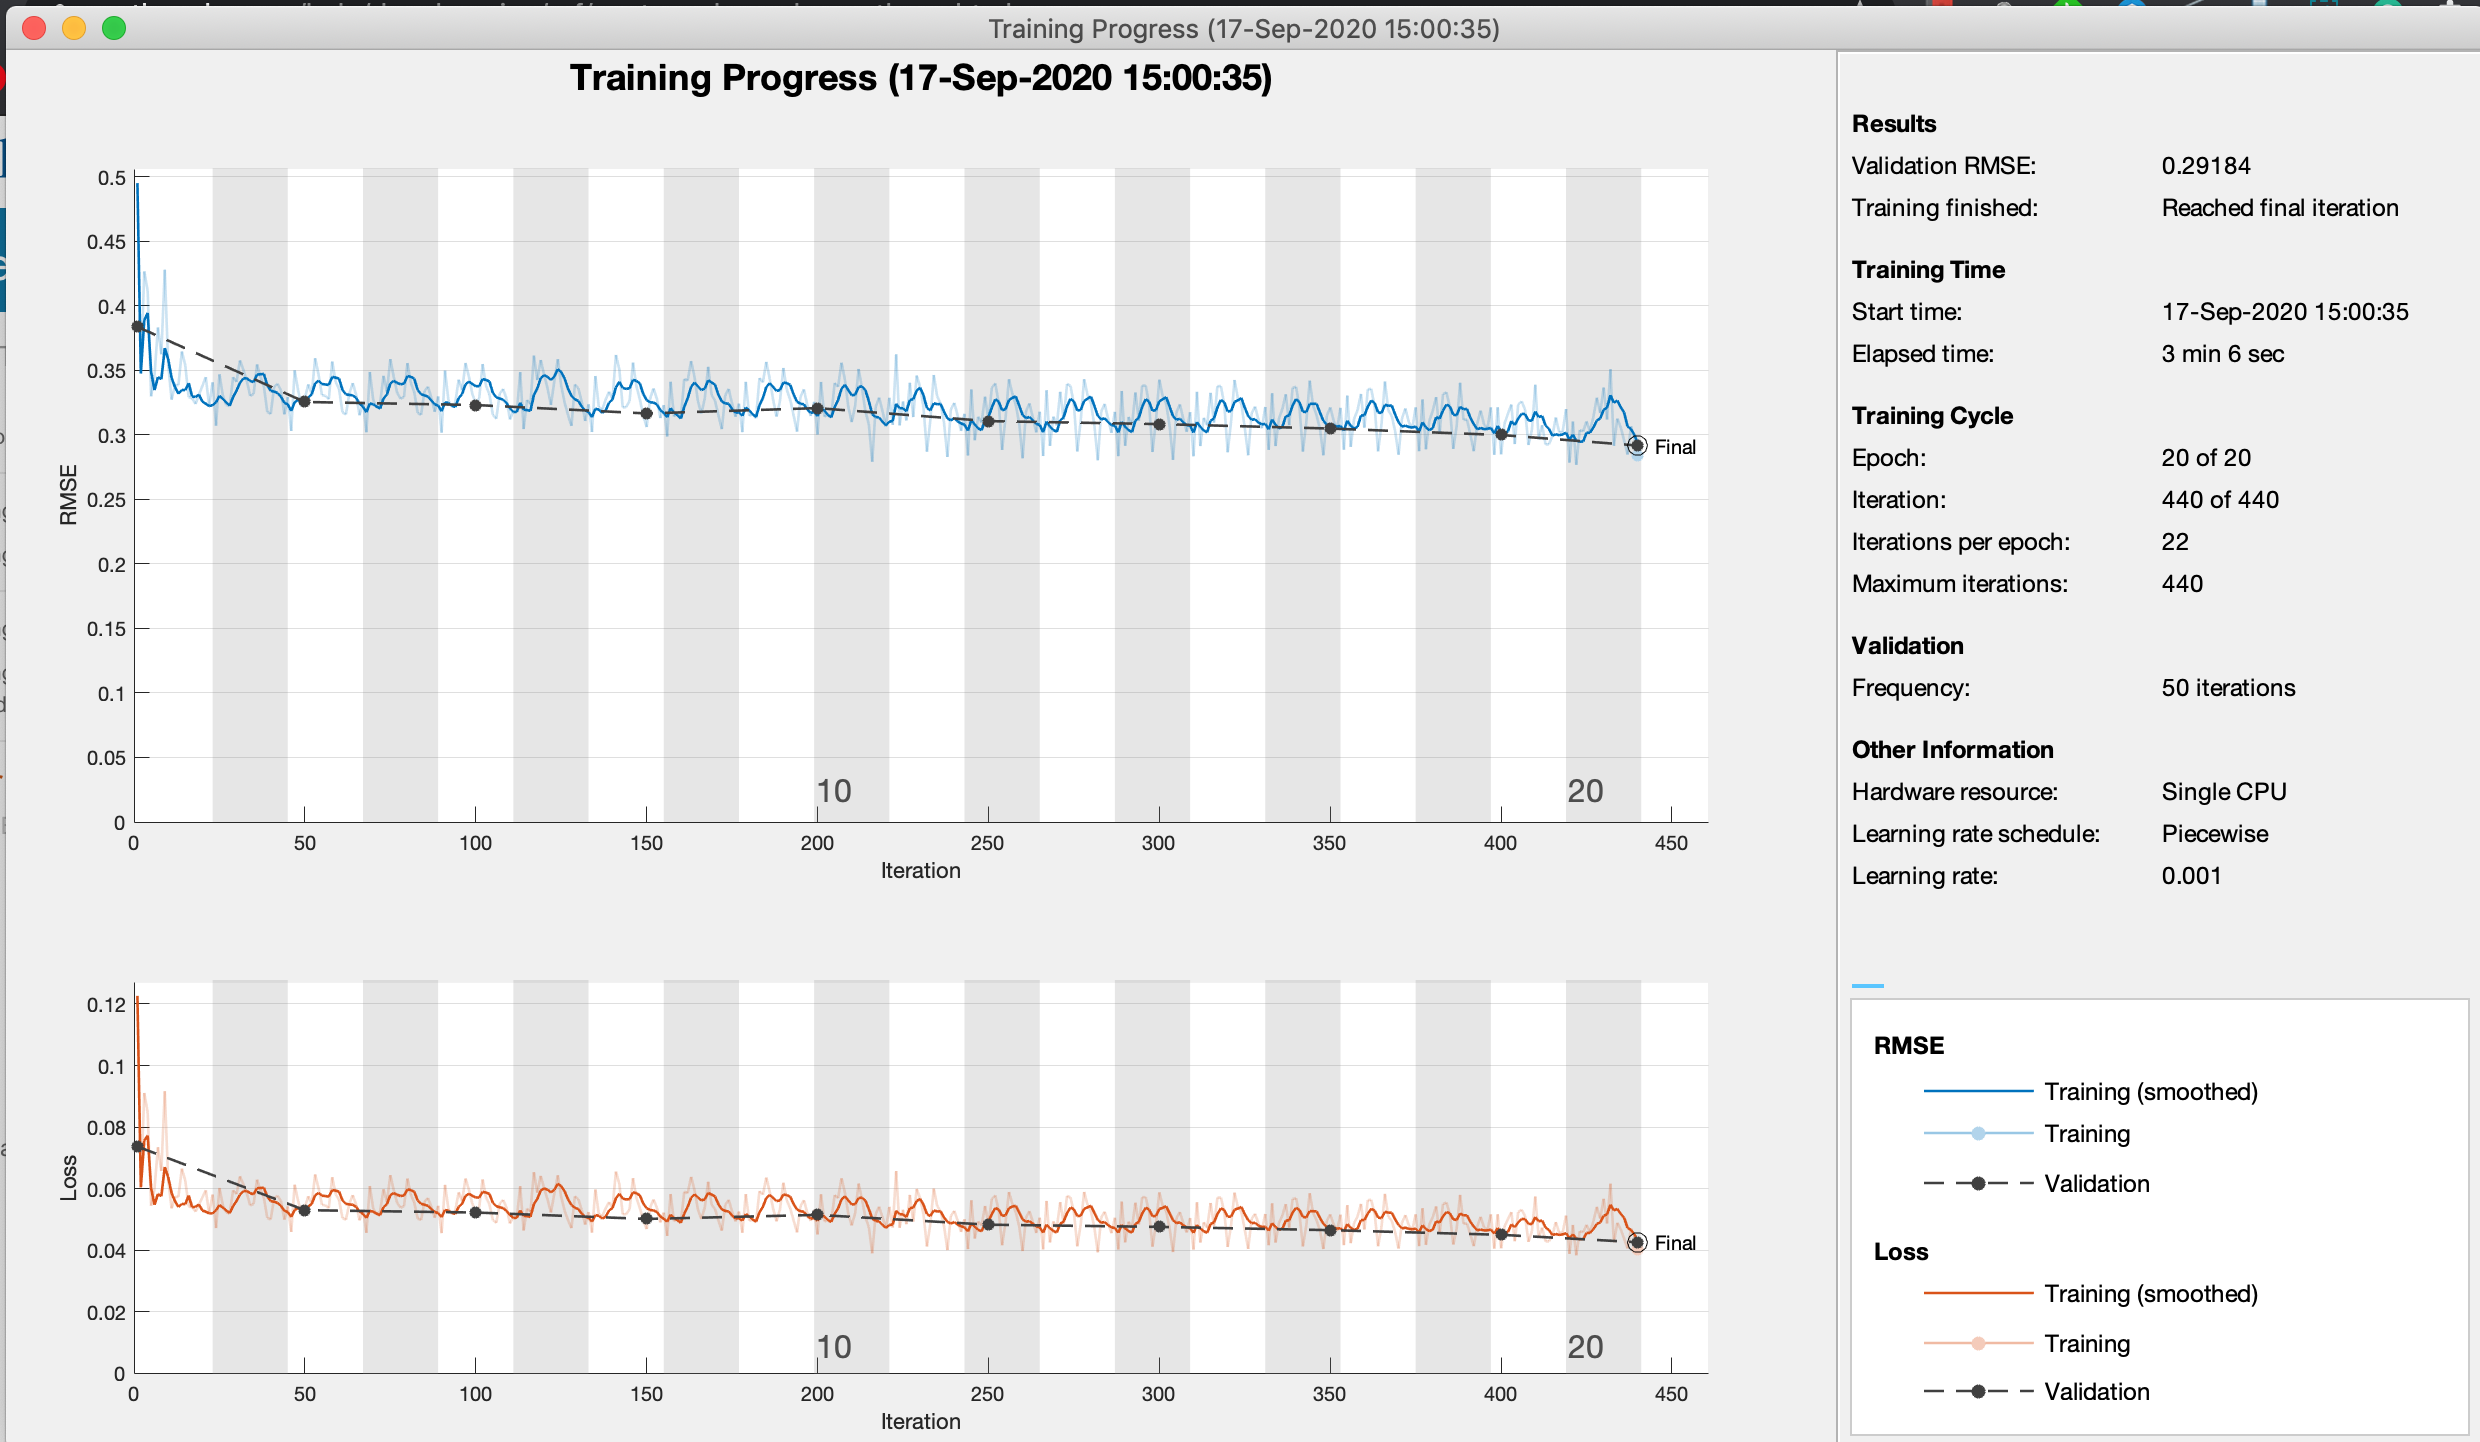 Training Progress (17-Sep-2020 15:00:35)
Training Progress (17-Sep-2020 15:00:35)
0.5
0.45
0.4
0.35
0.3
0.25
0.2
0.15
0.1
0.05
0
RMSE
Final
10
20
0 50 100 150 200 250 300 350 400 450
Iteration
0.12
0.1
0.08
0.06
0.04
0.02
0
Loss
Final
10
20
0 50 100 150 200 250 300 350 400 450
Iteration
Results
Validation RMSE: 0.29184
Training finished: Reached final iteration
Training Time
Start time: 17-Sep-2020 15:00:35
Elapsed time: 3 min 6 sec
Training Cycle
Epoch: 20 of 20
Iteration: 440 of 440
Iterations per epoch: 22
Maximum iterations: 440
Validation
Frequency: 50 iterations
Other Information
Hardware resource: Single CPU
Learning rate schedule: Piecewise
Learning rate: 0.001
RMSE
Training (smoothed)
Training
Validation
Loss
Training (smoothed)
Training
Validation